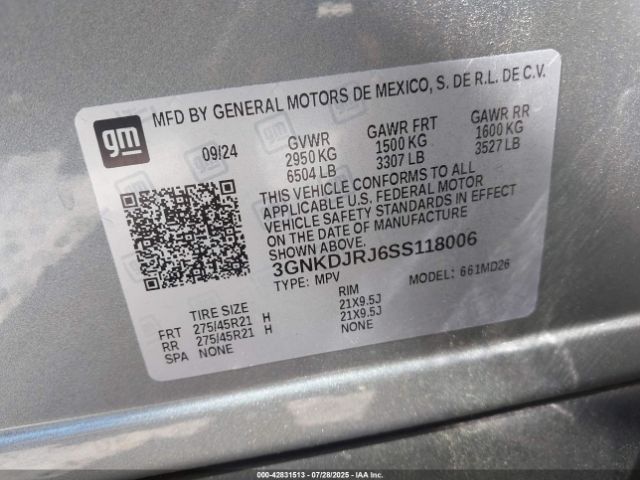 MFD BY GENERAL MOTORS DE MEXICO, S. DE R.L. DE C.V.
gm
09/24 GVWR GAWR FRT GAWR RR
2950 KG 1500 KG 1600 KG
6504 LB 3307 LB 3527 LB
THIS VEHICLE CONFORMS TO ALL
APPLICABLE U.S. FEDERAL MOTOR
VEHICLE SAFETY STANDARDS IN EFFECT
ON THE DATE OF MANUFACTURE
SHOWN ABOVE.
3GNKDJRJ6SS118006
TYPE: MPV MODEL: 661MD26
TIRE SIZE RIM
FRT 275/45R21 H 21X9.5J
RR 275/45R21 H 21X9.5J
SPA NONE NONE
000-42831513 07/28/2025 IAAI.COM